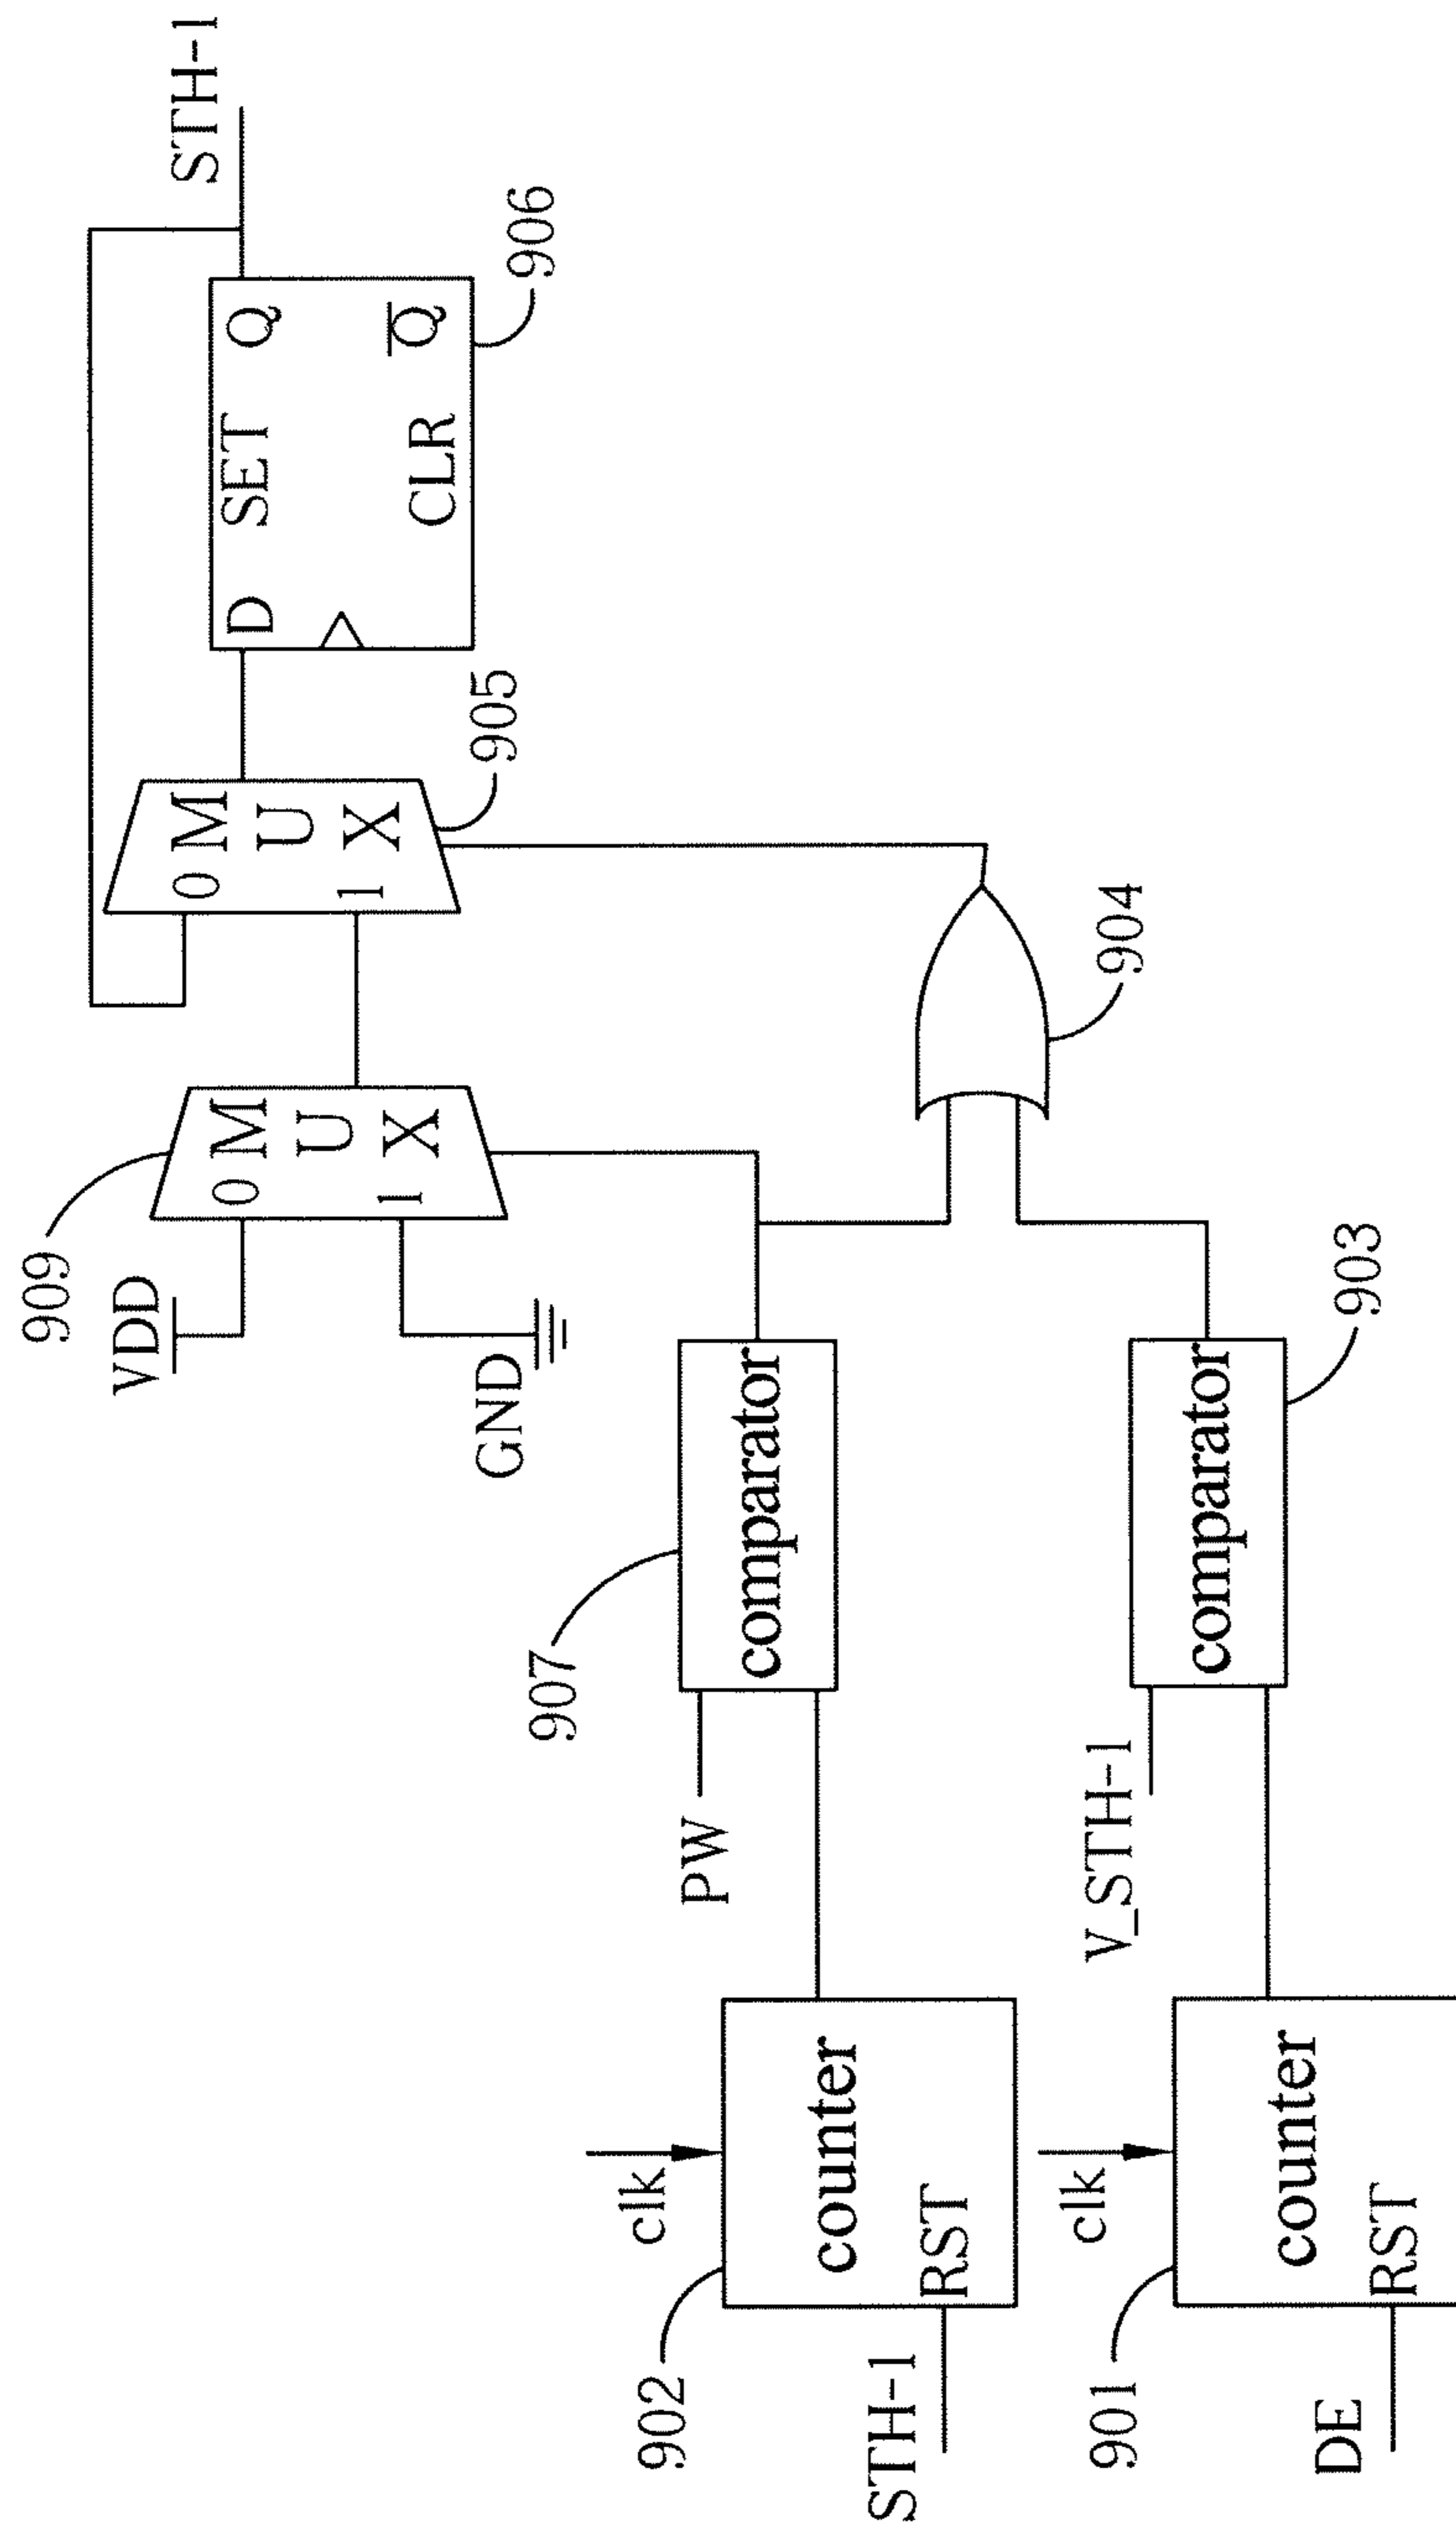 909
VDD
GND
0 M
U
1 X
0 M
U
1 X
905
D SET Q
CLR Q̅
906
STH-1
907
PW
comparator
904
clk
902
counter
RST
STH-1
V_STH-1
comparator
903
clk
901
counter
RST
DE